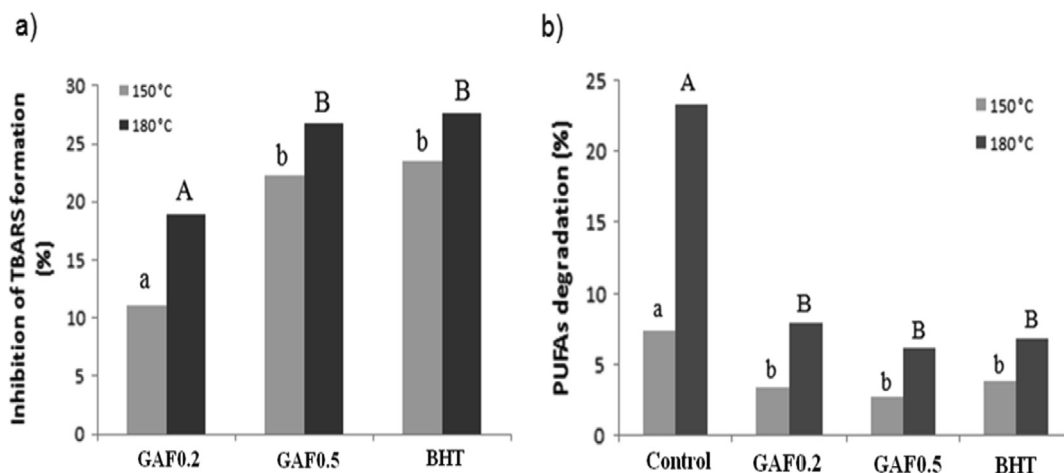 a)
Inhibition of TBARS formation
(%)
30
25
20
15
10
5
0
150°C
180°C
a
A
b
B
b
B
GAF0.2
GAF0.5
BHT
b)
PUFAs degradation (%)
25
20
15
10
5
0
150°C
180°C
a
A
b
B
b
B
b
B
Control
GAF0.2
GAF0.5
BHT